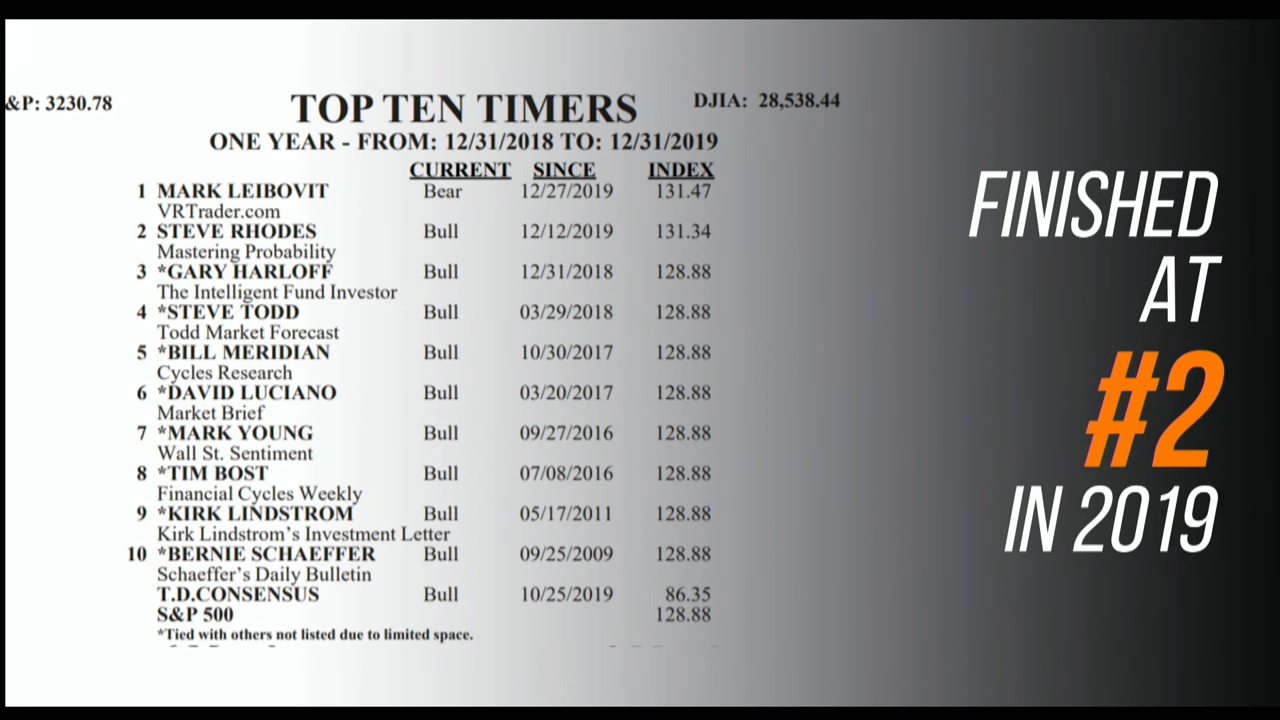 &P: 3230.78
TOP TEN TIMERS
DJIA: 28,538.44
ONE YEAR - FROM: 12/31/2018 TO: 12/31/2019
CURRENT SINCE INDEX
1 MARK LEIBOVIT Bear 12/27/2019 131.47
VRTrader.com
2 STEVE RHODES Bull 12/12/2019 131.34
Mastering Probability
3 *GARY HARLOFF Bull 12/31/2018 128.88
The Intelligent Fund Investor
4 *STEVE TODD Bull 03/29/2018 128.88
Todd Market Forecast
5 *BILL MERIDIAN Bull 10/30/2017 128.88
Cycles Research
6 *DAVID LUCIANO Bull 03/20/2017 128.88
Market Brief
7 *MARK YOUNG Bull 09/27/2016 128.88
Wall St. Sentiment
8 *TIM BOST Bull 07/08/2016 128.88
Financial Cycles Weekly
9 *KIRK LINDSTROM Bull 05/17/2011 128.88
Kirk Lindstrom's Investment Letter
10 *BERNIE SCHAEFFER Bull 09/25/2009 128.88
Schaeffer's Daily Bulletin
T.D.CONSENSUS Bull 10/25/2019 86.35
S&P 500 128.88
*Tied with others not listed due to limited space.
FINISHED
AT
#2
IN 2019